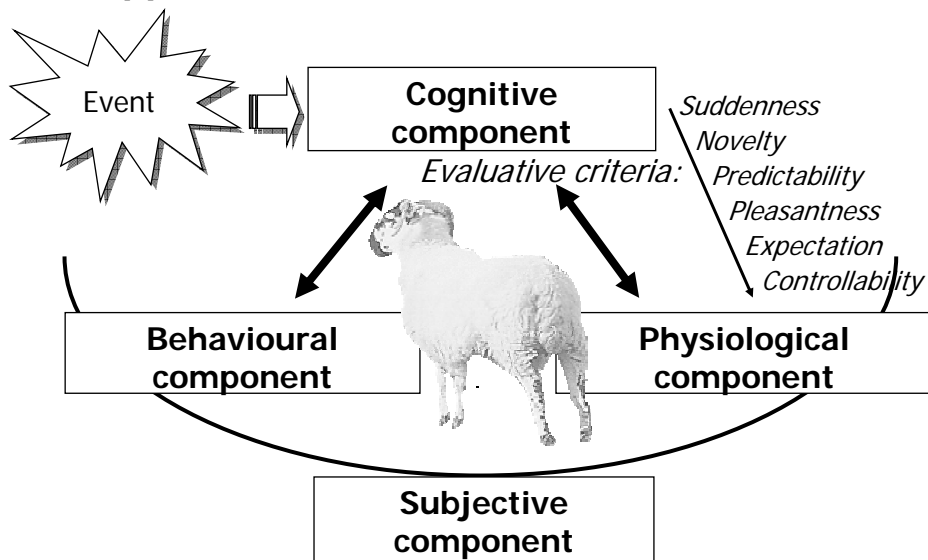 Event
Cognitive
component
Evaluative criteria:
Suddenness
Novelty
Predictability
Pleasantness
Expectation
Controllability
Behavioural
component
Physiological
component
Subjective
component